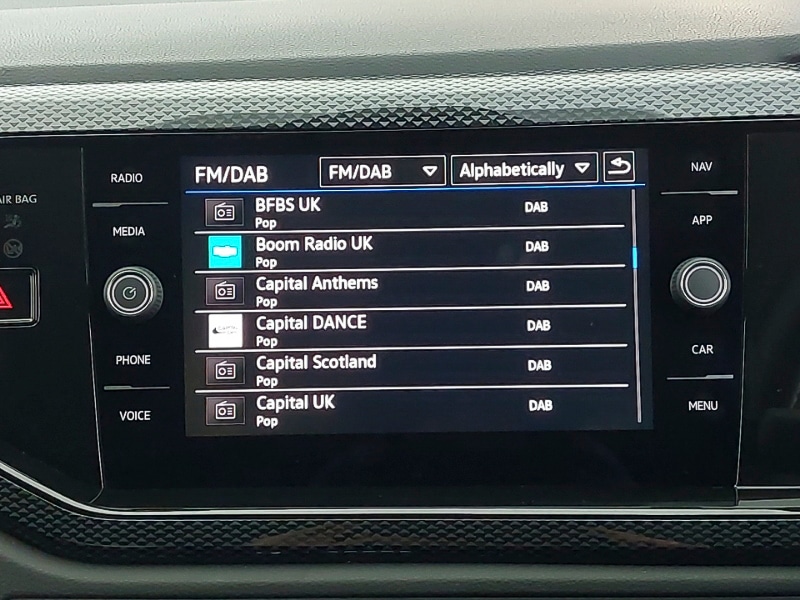 RADIO
MEDIA
PHONE
VOICE
AIR BAG
FM/DAB
FM/DAB
Alphabetically
BFBS UK
DAB
Pop
Boom Radio UK
DAB
Pop
Capital Anthems
DAB
Pop
Capital DANCE
DAB
Pop
Capital Scotland
DAB
Pop
Capital UK
DAB
Pop
NAV
APP
CAR
MENU